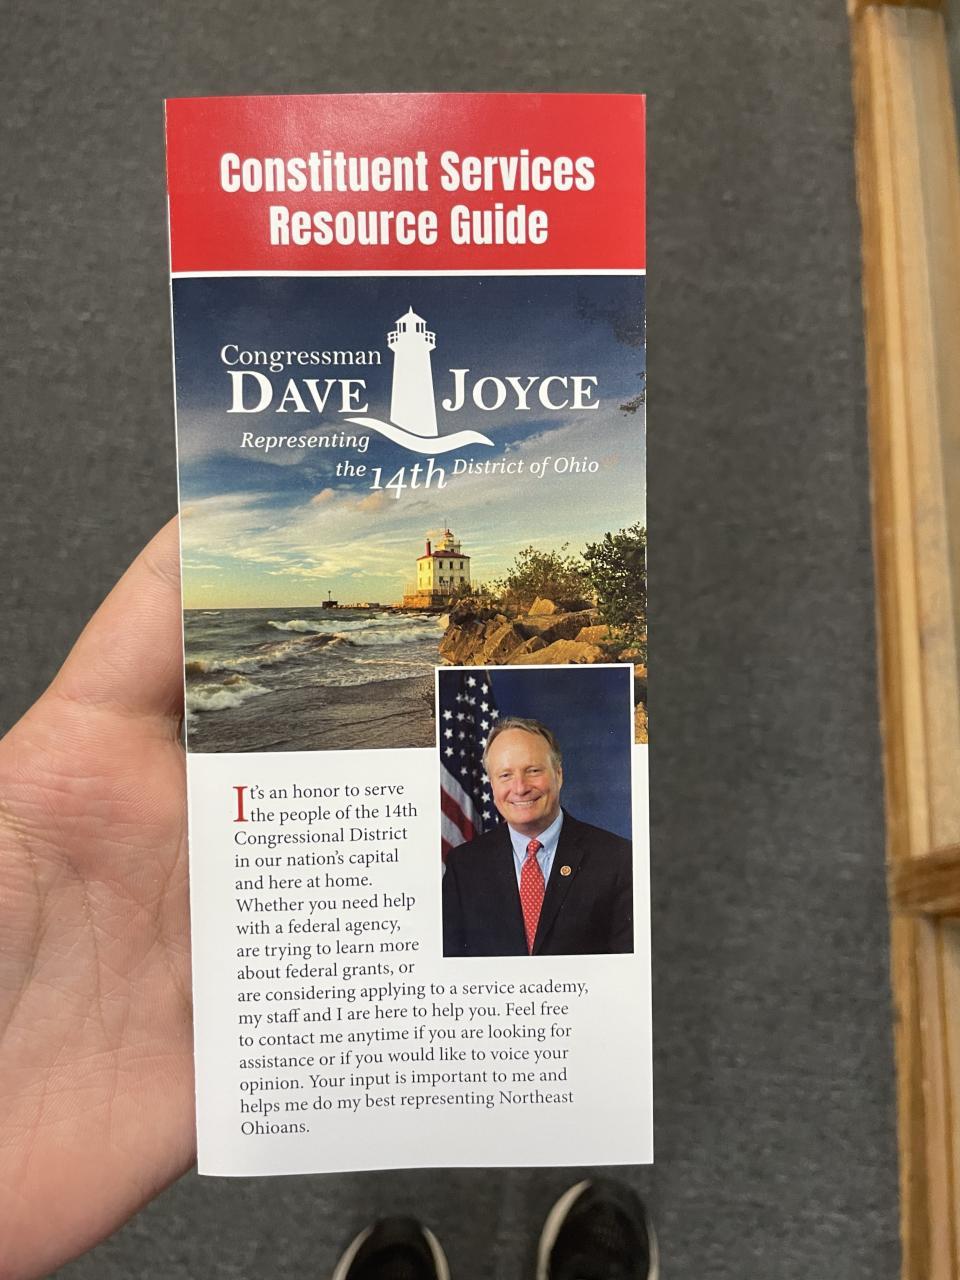 Constituent Services
Resource Guide
Congressman
DAVE JOYCE
Representing
the 14th District of Ohio
It's an honor to serve
the people of the 14th
Congressional District
in our nation's capital
and here at home.
Whether you need help
with a federal agency,
are trying to learn more
about federal grants, or
are considering applying to a service academy,
my staff and I are here to help you. Feel free
to contact me anytime if you are looking for
assistance or if you would like to voice your
opinion. Your input is important to me and
helps me do my best representing Northeast
Ohioans.